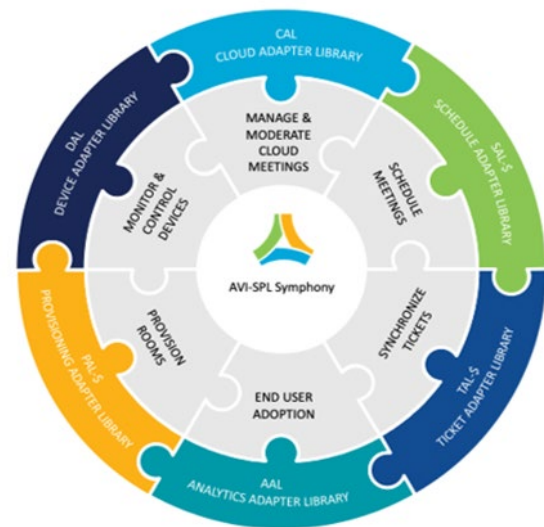 CAL
CLOUD ADAPTER LIBRARY
SAL-S
SCHEDULE ADAPTER LIBRARY
TAL-S
TICKET ADAPTER LIBRARY
AAL
ANALYTICS ADAPTER LIBRARY
PAL-S
PROVISIONING ADAPTER LIBRARY
DAL
DEVICE ADAPTER LIBRARY
MANAGE &
MODERATE
CLOUD
MEETINGS
SCHEDULE
MEETINGS
SYNCHRONIZE
TICKETS
END USER
ADOPTION
PROVISION
ROOMS
MONITOR &
CONTROL
DEVICES
AVI-SPL Symphony